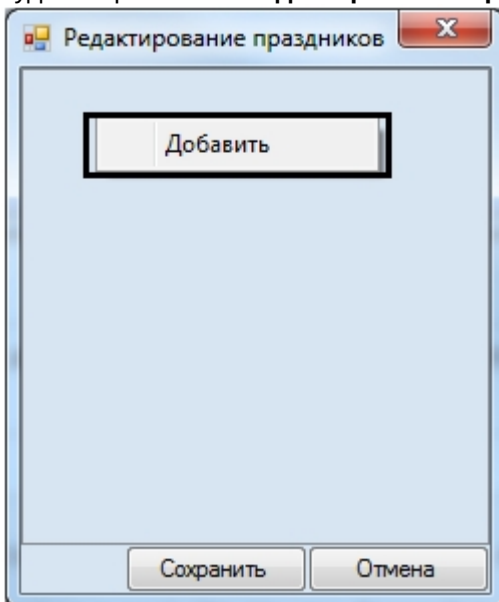 Редактирование праздников
Добавить
Сохранить
Отмена